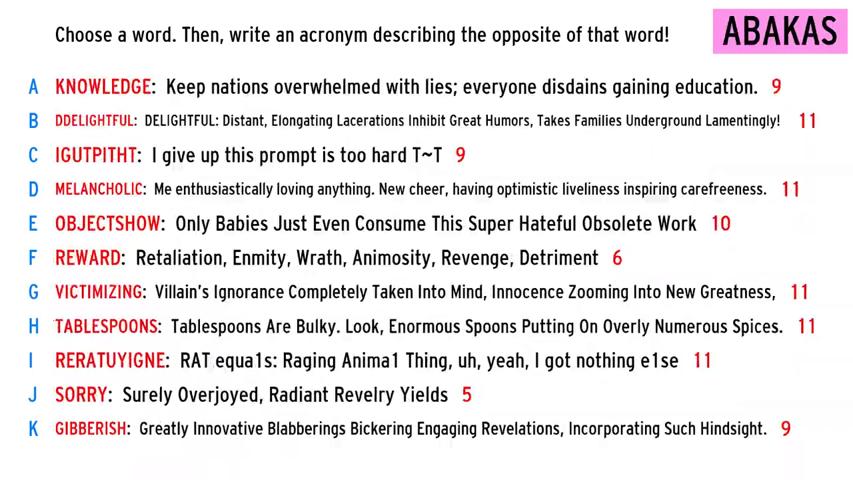 Choose a word. Then, write an acronym describing the opposite of that word!
ABAKAS
A KNOWLEDGE: Keep nations overwhelmed with lies; everyone disdains gaining education. 9
B DDELIGHTFUL: DELIGHTFUL: Distant, Elongating Lacerations Inhibit Great Humors, Takes Families Underground Lamentingly! 11
C IGUTPITHT: I give up this prompt is too hard T~T 9
D MELANCHOLIC: Me enthusiastically loving anything. New cheer, having optimistic liveliness inspiring carefreeness. 11
E OBJECTSHOW: Only Babies Just Even Consume This Super Hateful Obsolete Work 10
F REWARD: Retaliation, Enmity, Wrath, Animosity, Revenge, Detriment 6
G VICTIMIZING: Villain's Ignorance Completely Taken Into Mind, Innocence Zooming Into New Greatness, 11
H TABLESPOONS: Tablespoons Are Bulky. Look, Enormous Spoons Putting On Overly Numerous Spices. 11
I RERATUYIGNE: RAT equa1s: Raging Anima1 Thing, uh, yeah, I got nothing e1se 11
J SORRY: Surely Overjoyed, Radiant Revelry Yields 5
K GIBBERISH: Greatly Innovative Blabberings Bickering Engaging Revelations, Incorporating Such Hindsight. 9